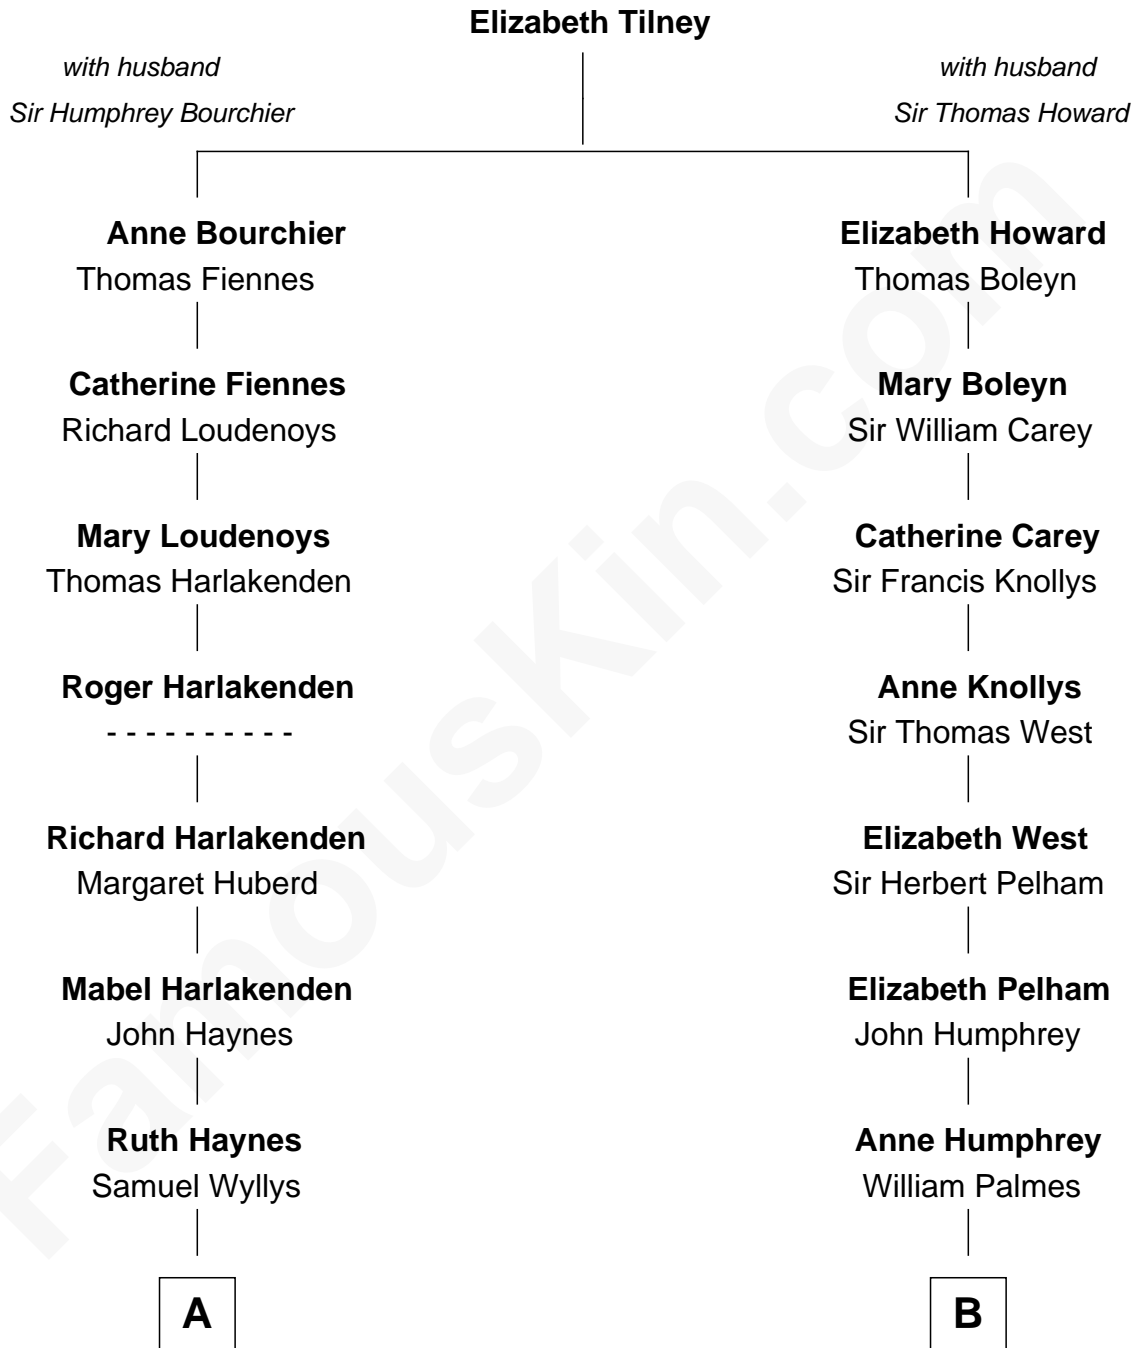 Elizabeth Tilney
with husband
Sir Humphrey Bourchier
with husband
Sir Thomas Howard
Anne Bourchier
Thomas Fiennes
Elizabeth Howard
Thomas Boleyn
Catherine Fiennes
Richard Loudenoys
Mary Boleyn
Sir William Carey
Mary Loudenoys
Thomas Harlakenden
Catherine Carey
Sir Francis Knollys
Roger Harlakenden
- - - - - - - - - -
Anne Knollys
Sir Thomas West
Richard Harlakenden
Margaret Huberd
Elizabeth West
Sir Herbert Pelham
Mabel Harlakenden
John Haynes
Elizabeth Pelham
John Humphrey
Ruth Haynes
Samuel Wyllys
Anne Humphrey
William Palmes
A
B
FamousKin.com